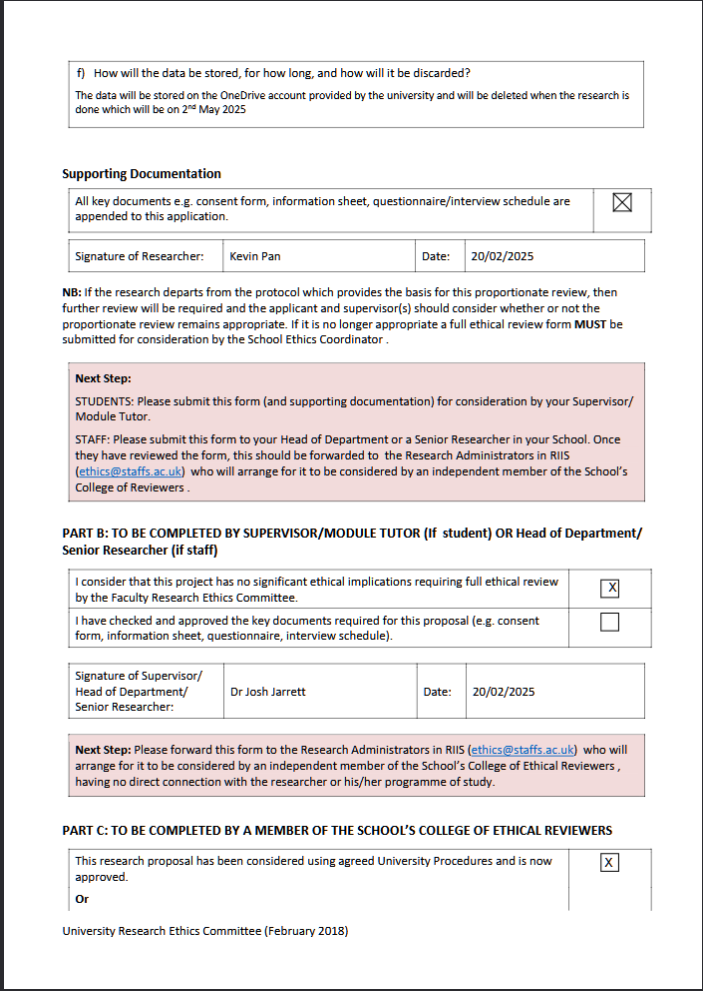 f) How will the data be stored, for how long, and how will it be discarded?
The data will be stored on the OneDrive account provided by the university and will be deleted when the research is
done which will be on 2nd May 2025
Supporting Documentation
All key documents e.g. consent form, information sheet, questionnaire/interview schedule are
appended to this application.
Signature of Researcher: Kevin Pan Date: 20/02/2025
NB: If the research departs from the protocol which provides the basis for this proportionate review, then
further review will be required and the applicant and supervisor(s) should consider whether or not the
proportionate review remains appropriate. If it is no longer appropriate a full ethical review form MUST be
submitted for consideration by the School Ethics Coordinator .
Next Step:
STUDENTS: Please submit this form (and supporting documentation) for consideration by your Supervisor/
Module Tutor.
STAFF: Please submit this form to your Head of Department or a Senior Researcher in your School. Once
they have reviewed the form, this should be forwarded to the Research Administrators in RIIS
(ethics@staffs.ac.uk) who will arrange for it to be considered by an independent member of the School's
College of Reviewers .
PART B: TO BE COMPLETED BY SUPERVISOR/MODULE TUTOR (If student) OR Head of Department/
Senior Researcher (if staff)
I consider that this project has no significant ethical implications requiring full ethical review
by the Faculty Research Ethics Committee.
X
I have checked and approved the key documents required for this proposal (e.g. consent
form, information sheet, questionnaire, interview schedule).
Signature of Supervisor/
Head of Department/
Senior Researcher:
Dr Josh Jarrett Date: 20/02/2025
Next Step: Please forward this form to the Research Administrators in RIIS (ethics@staffs.ac.uk) who will
arrange for it to be considered by an independent member of the School's College of Ethical Reviewers ,
having no direct connection with the researcher or his/her programme of study.
PART C: TO BE COMPLETED BY A MEMBER OF THE SCHOOL'S COLLEGE OF ETHICAL REVIEWERS
This research proposal has been considered using agreed University Procedures and is now
approved.
X
Or
University Research Ethics Committee (February 2018)